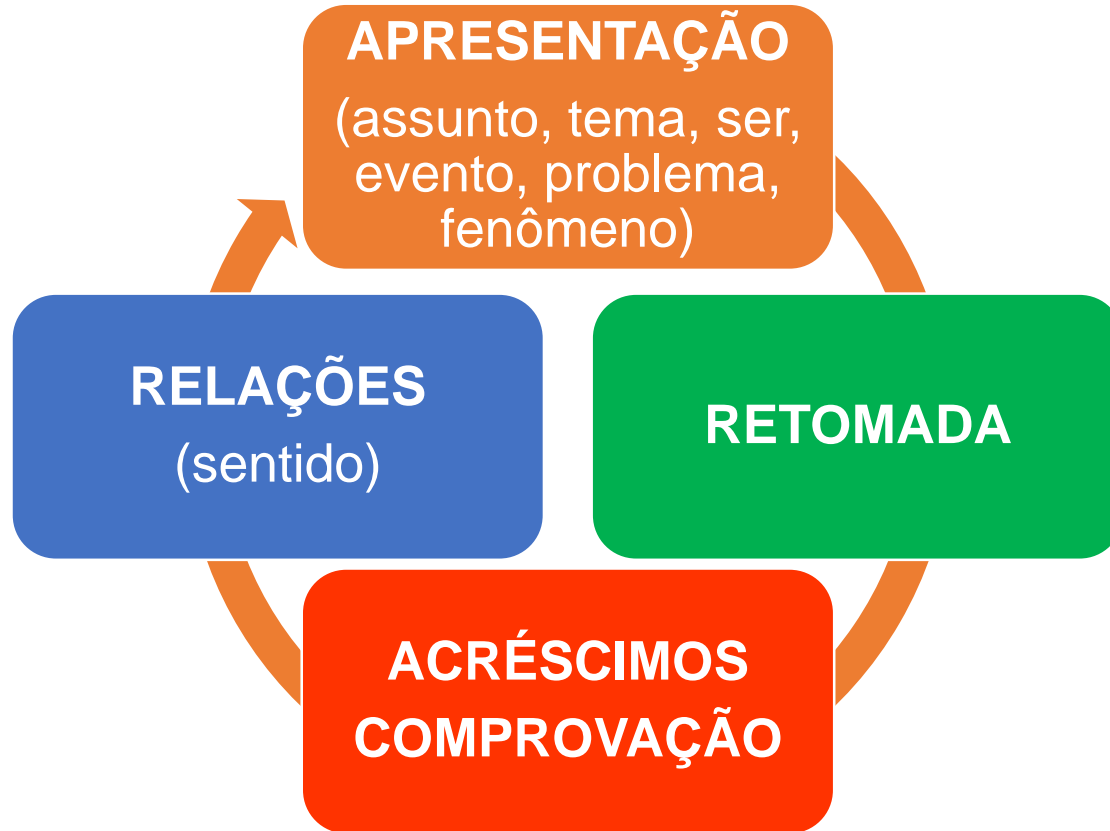 APRESENTAÇÃO
(assunto, tema, ser,
evento, problema,
fenômeno)
RELAÇÕES
(sentido)
RETOMADA
ACRÉSCIMOS
COMPROVAÇÃO